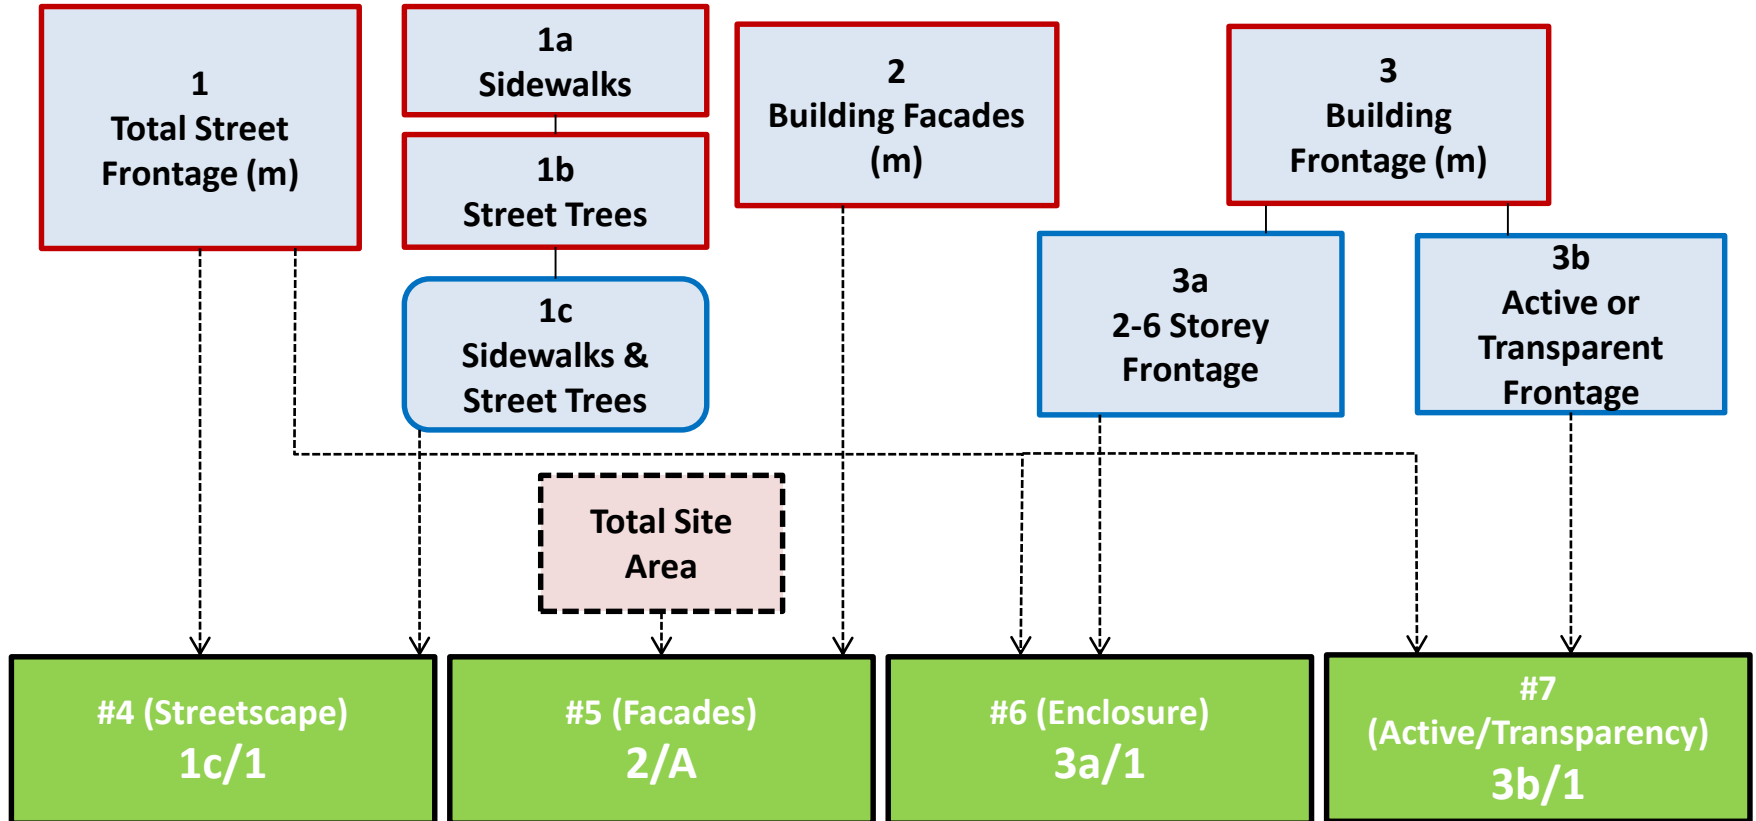 1
Total Street
Frontage (m)
1a
Sidewalks
1b
Street Trees
1c
Sidewalks &
Street Trees
2
Building Facades
(m)
3
Building
Frontage (m)
3a
2-6 Storey
Frontage
3b
Active or
Transparent
Frontage
Total Site
Area
#4 (Streetscape)
1c/1
#5 (Facades)
2/A
#6 (Enclosure)
3a/1
#7
(Active/Transparency)
3b/1